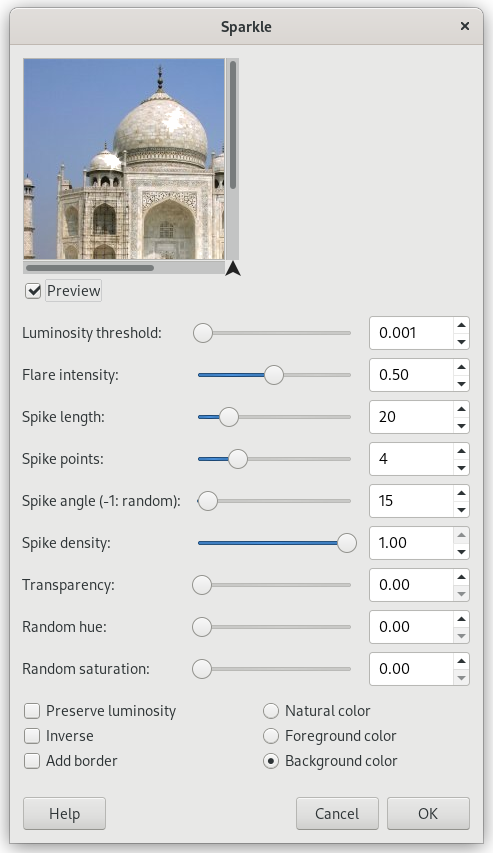 Sparkle
Preview
Luminosity threshold: 0.001
Flare intensity: 0.50
Spike length: 20
Spike points: 4
Spike angle (-1: random): 15
Spike density: 1.00
Transparency: 0.00
Random hue: 0.00
Random saturation: 0.00
Preserve luminosity Natural color
Inverse Foreground color
Add border Background color
Help Cancel OK